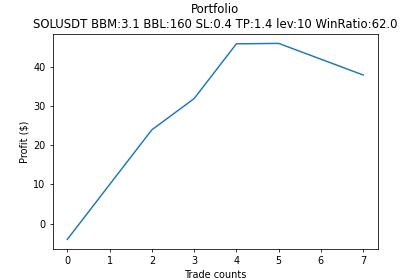 Portfolio
SOLUSDT BBM:3.1 BBL:160 SL:0.4 TP:1.4 lev:10 WinRatio:62.0
40
30
20
10
0
Profit ($)
0 1 2 3 4 5 6 7
Trade counts